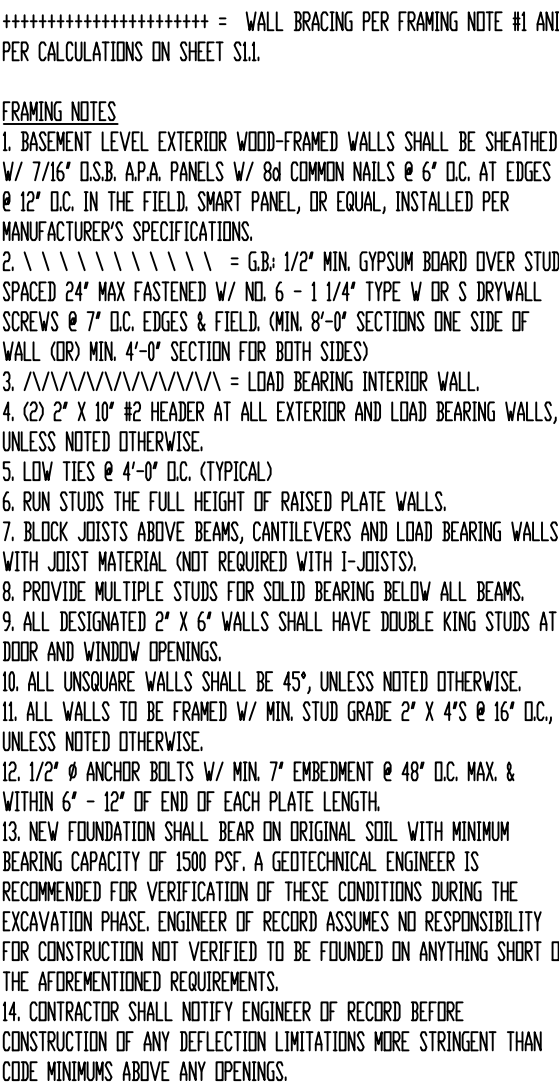 +++++++++++++++++++++++ = WALL BRACING PER FRAMING NOTE #1 AN
PER CALCULATIONS ON SHEET S1.1.
FRAMING NOTES
1. BASEMENT LEVEL EXTERIOR WOOD-FRAMED WALLS SHALL BE SHEATHED
W/ 7/16" O.S.B. A.P.A. PANELS W/ 8d COMMON NAILS @ 6" O.C. AT EDGES
@ 12" O.C. IN THE FIELD. SMART PANEL, OR EQUAL, INSTALLED PER
MANUFACTURER'S SPECIFICATIONS.
2. \ \ \ \ \ \ \ \ \ \ \ \ = G.B.: 1/2" MIN. GYPSUM BOARD OVER STUD
SPACED 24" MAX FASTENED W/ NO. 6 - 1 1/4" TYPE W OR S DRYWALL
SCREWS @ 7" O.C. EDGES & FIELD. (MIN. 8'-0" SECTIONS ONE SIDE OF
WALL (OR) MIN. 4'-0" SECTION FOR BOTH SIDES)
3. /\/\/\/\/\/\/\/\/\/\/\/\ = LOAD BEARING INTERIOR WALL.
4. (2) 2" X 10" #2 HEADER AT ALL EXTERIOR AND LOAD BEARING WALLS,
UNLESS NOTED OTHERWISE.
5. LOW TIES @ 4'-0" O.C. (TYPICAL)
6. RUN STUDS THE FULL HEIGHT OF RAISED PLATE WALLS.
7. BLOCK JOISTS ABOVE BEAMS, CANTILEVERS AND LOAD BEARING WALLS
WITH JOIST MATERIAL (NOT REQUIRED WITH I-JOISTS).
8. PROVIDE MULTIPLE STUDS FOR SOLID BEARING BELOW ALL BEAMS.
9. ALL DESIGNATED 2" X 6" WALLS SHALL HAVE DOUBLE KING STUDS AT
DOOR AND WINDOW OPENINGS.
10. ALL UNSQUARE WALLS SHALL BE 45°, UNLESS NOTED OTHERWISE.
11. ALL WALLS TO BE FRAMED W/ MIN. STUD GRADE 2" X 4"S @ 16" O.C.,
UNLESS NOTED OTHERWISE.
12. 1/2" Ø ANCHOR BOLTS W/ MIN. 7" EMBEDMENT @ 48" O.C. MAX. &
WITHIN 6" - 12" OF END OF EACH PLATE LENGTH.
13. NEW FOUNDATION SHALL BEAR ON ORIGINAL SOIL WITH MINIMUM
BEARING CAPACITY OF 1500 PSF. A GEOTECHNICAL ENGINEER IS
RECOMMENDED FOR VERIFICATION OF THESE CONDITIONS DURING THE
EXCAVATION PHASE. ENGINEER OF RECORD ASSUMES NO RESPONSIBILITY
FOR CONSTRUCTION NOT VERIFIED TO BE FOUNDED ON ANYTHING SHORT O
THE AFOREMENTIONED REQUIREMENTS.
14. CONTRACTOR SHALL NOTIFY ENGINEER OF RECORD BEFORE
CONSTRUCTION OF ANY DEFLECTION LIMITATIONS MORE STRINGENT THAN
CODE MINIMUMS ABOVE ANY OPENINGS.